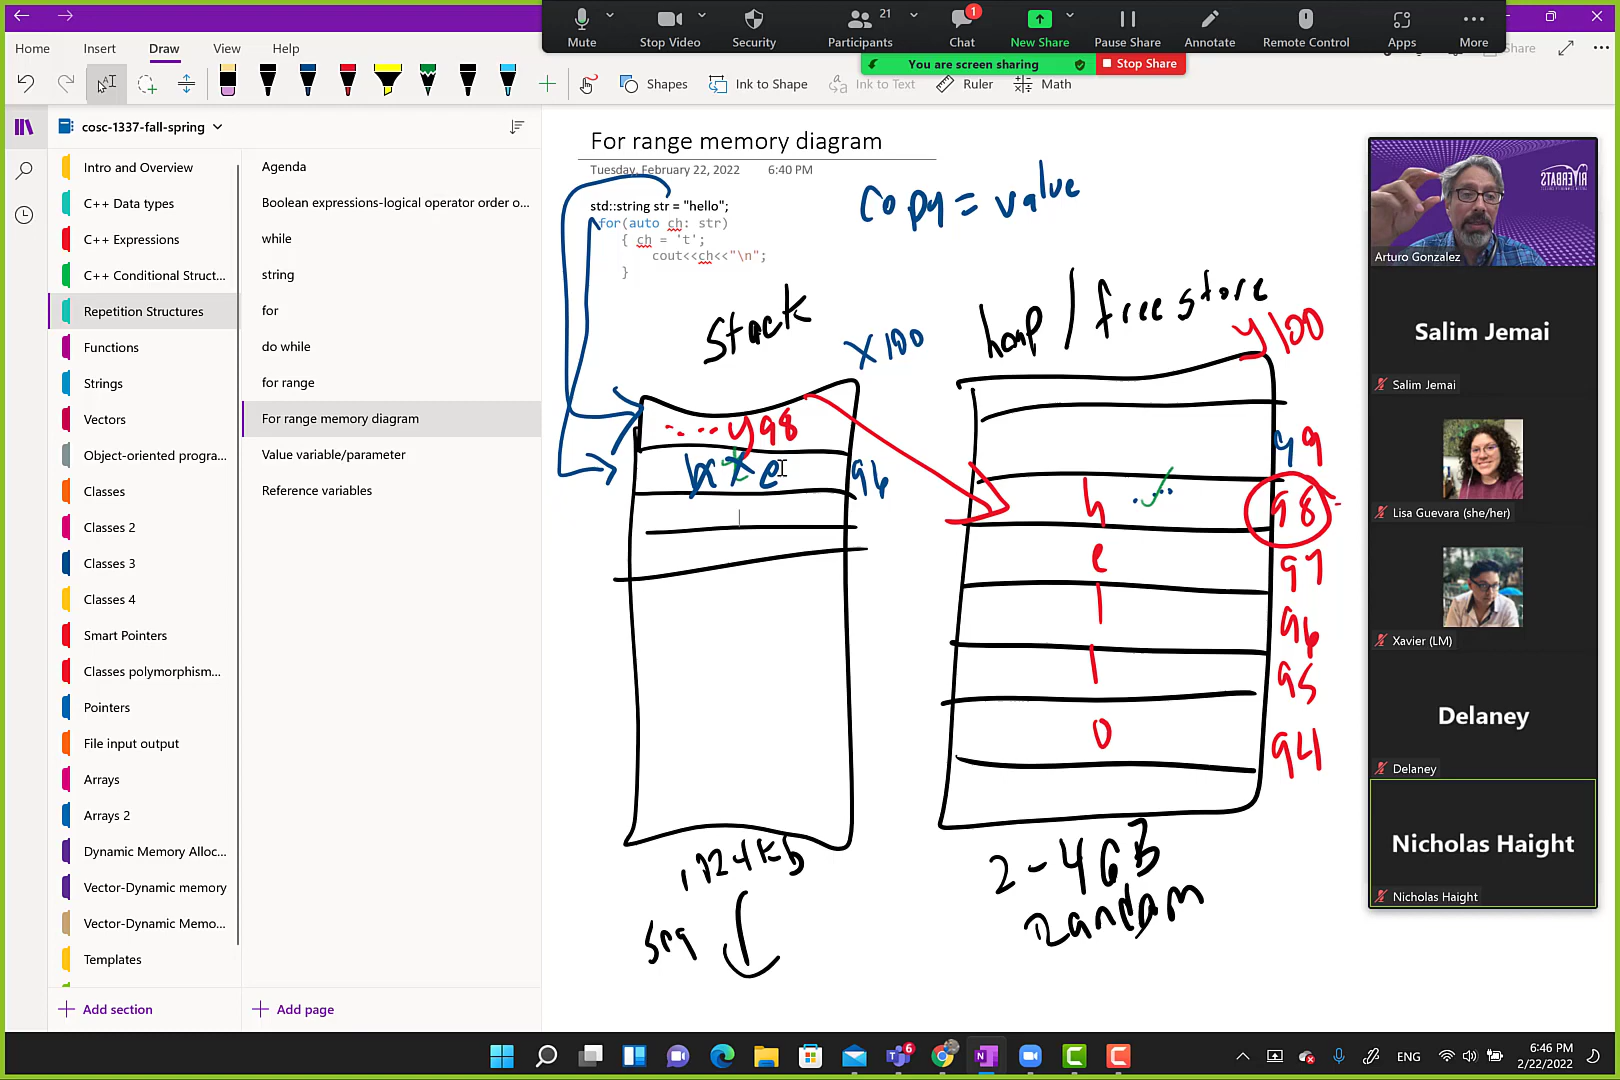 Mute
Stop Video
Security
Participants
21
Chat
1
New Share
Pause Share
Annotate
Remote Control
Apps
More
You are screen sharing
Stop Share
Share
Home
Insert
Draw
View
Help
Shapes
Ink to Shape
Ink to Text
Ruler
Math
cosc-1337-fall-spring
Intro and Overview
C++ Data types
C++ Expressions
C++ Conditional Struct...
Repetition Structures
Functions
Strings
Vectors
Object-oriented progra...
Classes
Classes 2
Classes 3
Classes 4
Smart Pointers
Classes polymorphism...
Pointers
File input output
Arrays
Arrays 2
Dynamic Memory Alloc...
Vector-Dynamic memory
Vector-Dynamic Memo...
Templates
Add section
Agenda
Boolean expressions-logical operator order o...
while
string
for
do while
for range
For range memory diagram
Value variable/parameter
Reference variables
Add page
For range memory diagram
Tuesday, February 22, 2022
6:40 PM
std::string str = "hello";
for(auto ch: str)
{ ch = 't';
cout<<ch<<"\n";
}
copy = value
Stack
x100
heap / free store
y100
.... y98
e
96
99
h
98
e
97
l
96
l
95
o
94
1024KB
seq
2-4GB
Random
RIVERBATS
Arturo Gonzalez
Salim Jemai
Salim Jemai
Lisa Guevara (she/her)
Xavier (LM)
Delaney
Delaney
Nicholas Haight
Nicholas Haight
6
ENG
6:46 PM
2/22/2022